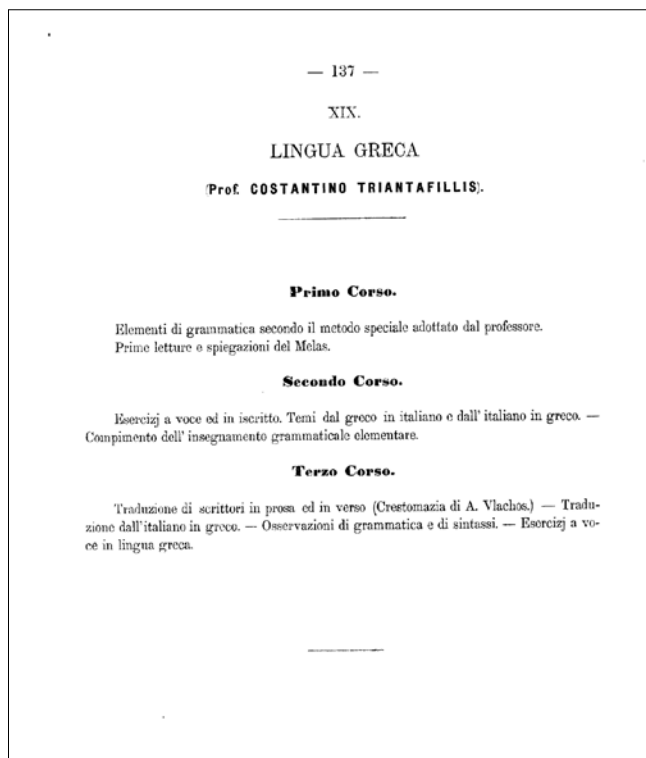 — 137 —
XIX.
LINGUA GRECA
(Prof. COSTANTINO TRIANTAFILLIS).
Primo Corso.
Elementi di grammatica secondo il metodo speciale adottato dal professore.
Prime letture e spiegazioni del Melas.
Secondo Corso.
Esercizj a voce ed in iscritto. Temi dal greco in italiano e dall' italiano in greco. —
Compimento dell' insegnamento grammaticale elementare.
Terzo Corso.
Traduzione di scrittori in prosa ed in verso (Crestomazia di A. Vlachos.) — Tradu-
zione dall'italiano in greco. — Osservazioni di grammatica e di sintassi. — Esercizj a vo-
ce in lingua greca.